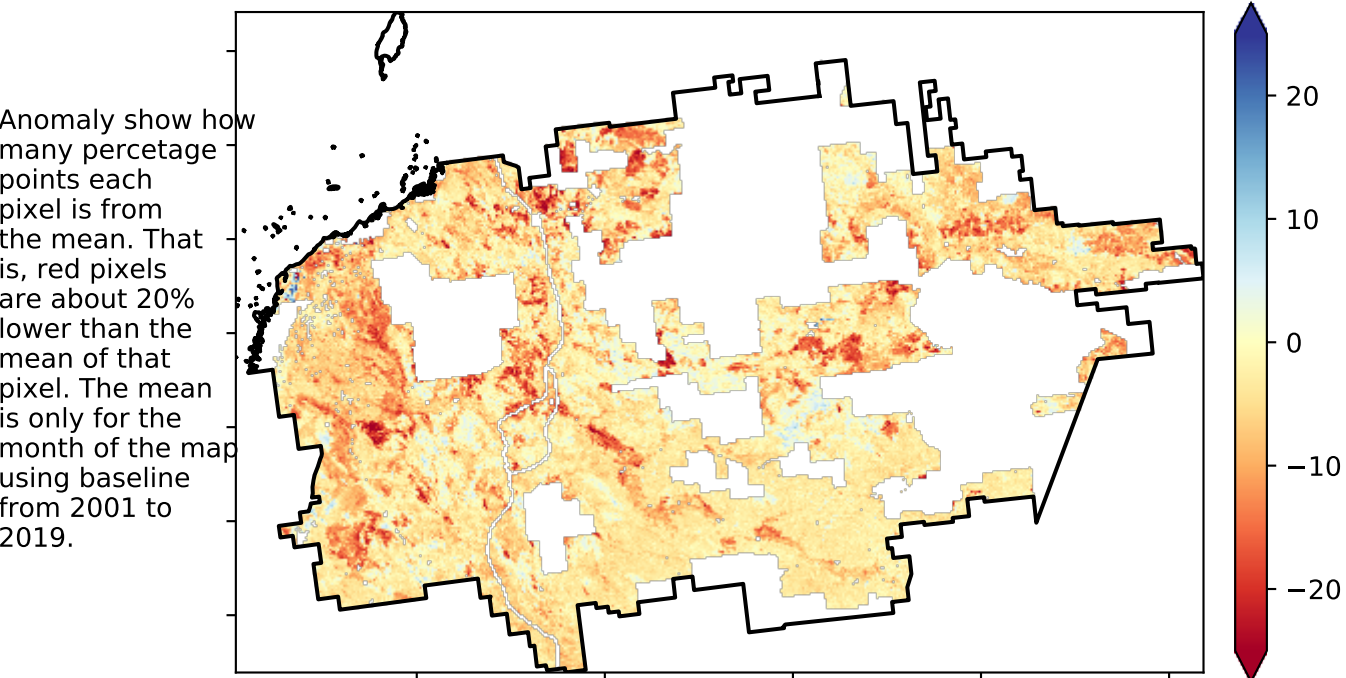 Anomaly show how
many percetage
points each
pixel is from
the mean. That
is, red pixels
are about 20%
lower than the
mean of that
pixel. The mean
is only for the
month of the map
using baseline
from 2001 to
2019.
20
10
0
−10
−20